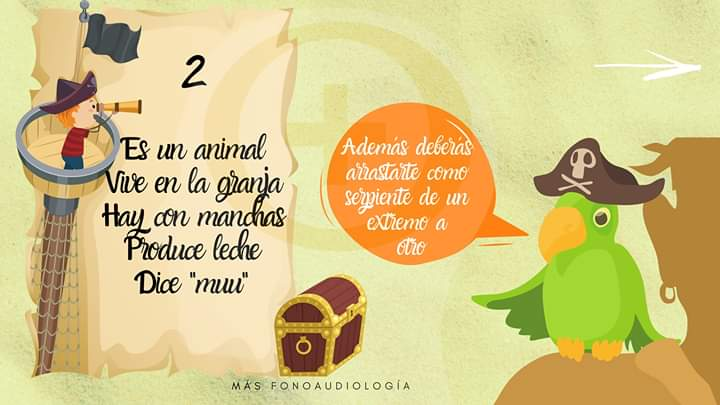 2
Es un animal
Vive en la granja
Hay con manchas
Produce leche
Dice "muu"
Además deberás
arrastarte como
serpiente de un
extremo a
otro
MÁS FONOAUDIOLOGÍA